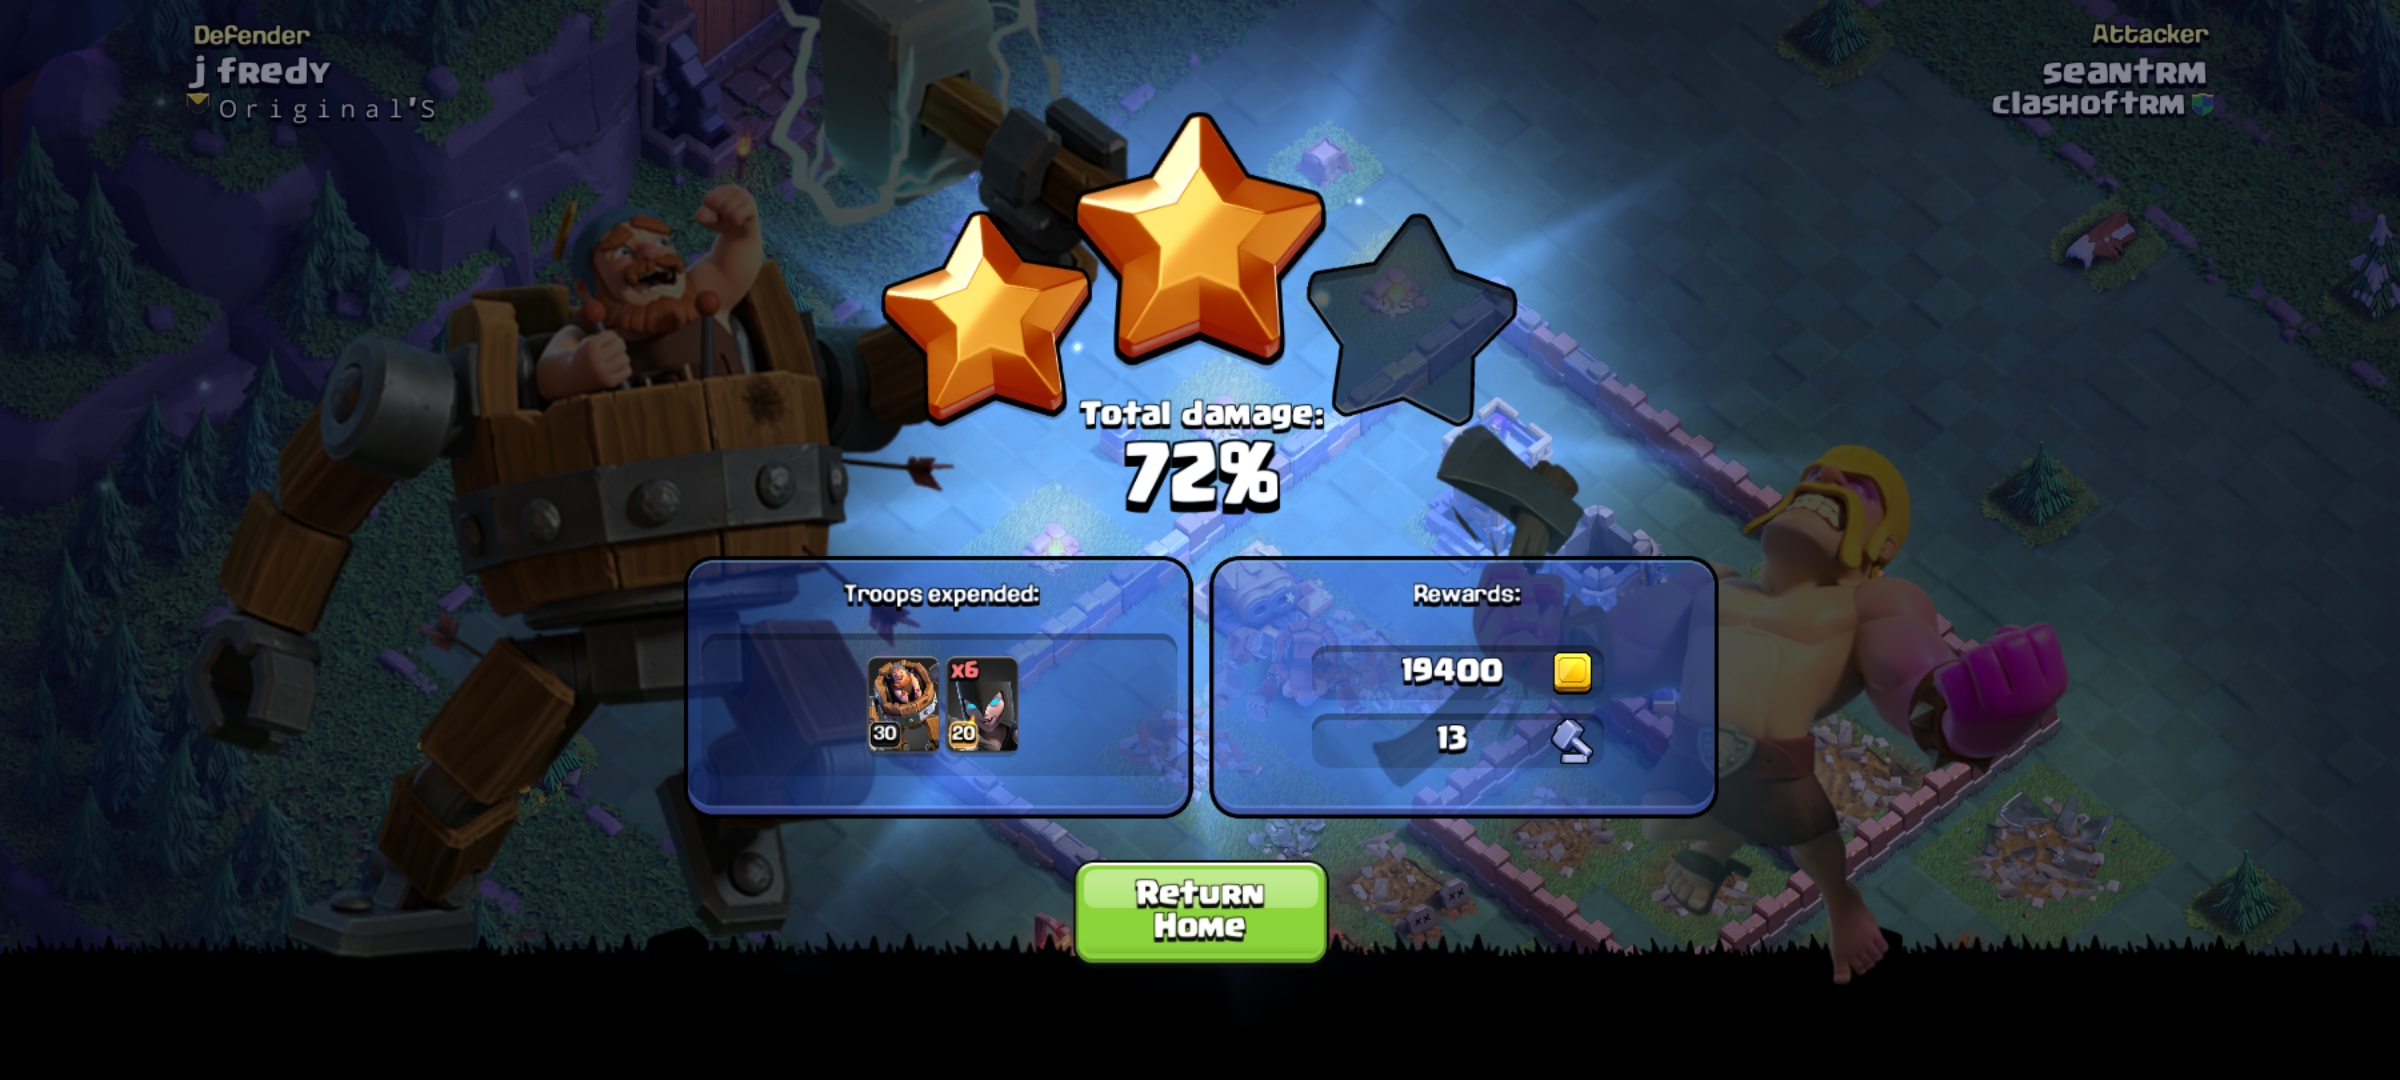 Defender
j fredy
Original'S
Attacker
seantrm
clashoftrm
Total damage:
72%
Troops expended:
30
x6
20
Rewards:
19400
13
Return
Home